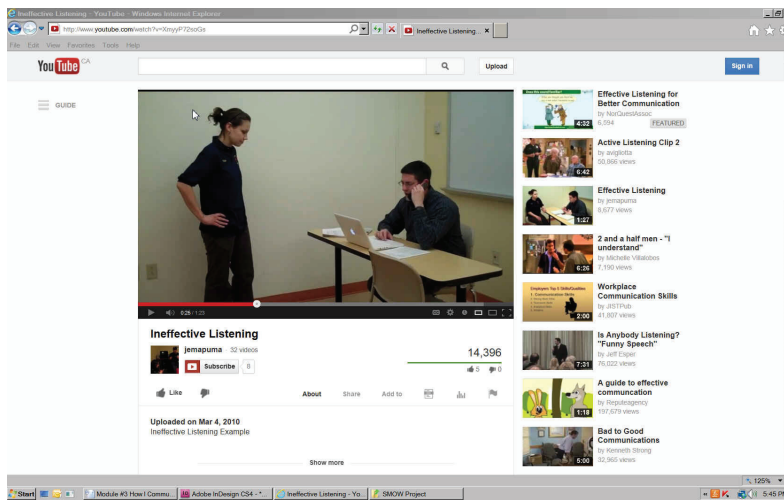 Ineffective Listening - YouTube - Windows Internet Explorer
http://www.youtube.com/watch?v=XmyyP72soGs
Ineffective Listening...
File Edit View Favorites Tools Help
YouTube CA
Upload
Sign in
GUIDE
0:26 / 1:23
Ineffective Listening
jemapuma · 32 videos
Subscribe 8
14,396
5 0
Like
About Share Add to
Uploaded on Mar 4, 2010
Ineffective Listening Example
Show more
4:32
Effective Listening for
Better Communication
by NorQuestAssoc
6,394 FEATURED
6:42
Active Listening Clip 2
by avigliotta
50,866 views
1:27
Effective Listening
by jemapuma
8,677 views
6:26
2 and a half men - "I
understand"
by Michelle Villalobos
7,190 views
2:00
Workplace
Communication Skills
by JISTPub
41,807 views
7:31
Is Anybody Listening?
"Funny Speech"
by Jeff Esper
76,022 views
1:18
A guide to effective
communcation
by Reputeagency
197,679 views
5:00
Bad to Good
Communications
by Kenneth Strong
32,965 views
125%
Start
Module #3 How I Commu...
Adobe InDesign CS4 - *...
Ineffective Listening - Yo...
SMOW Project